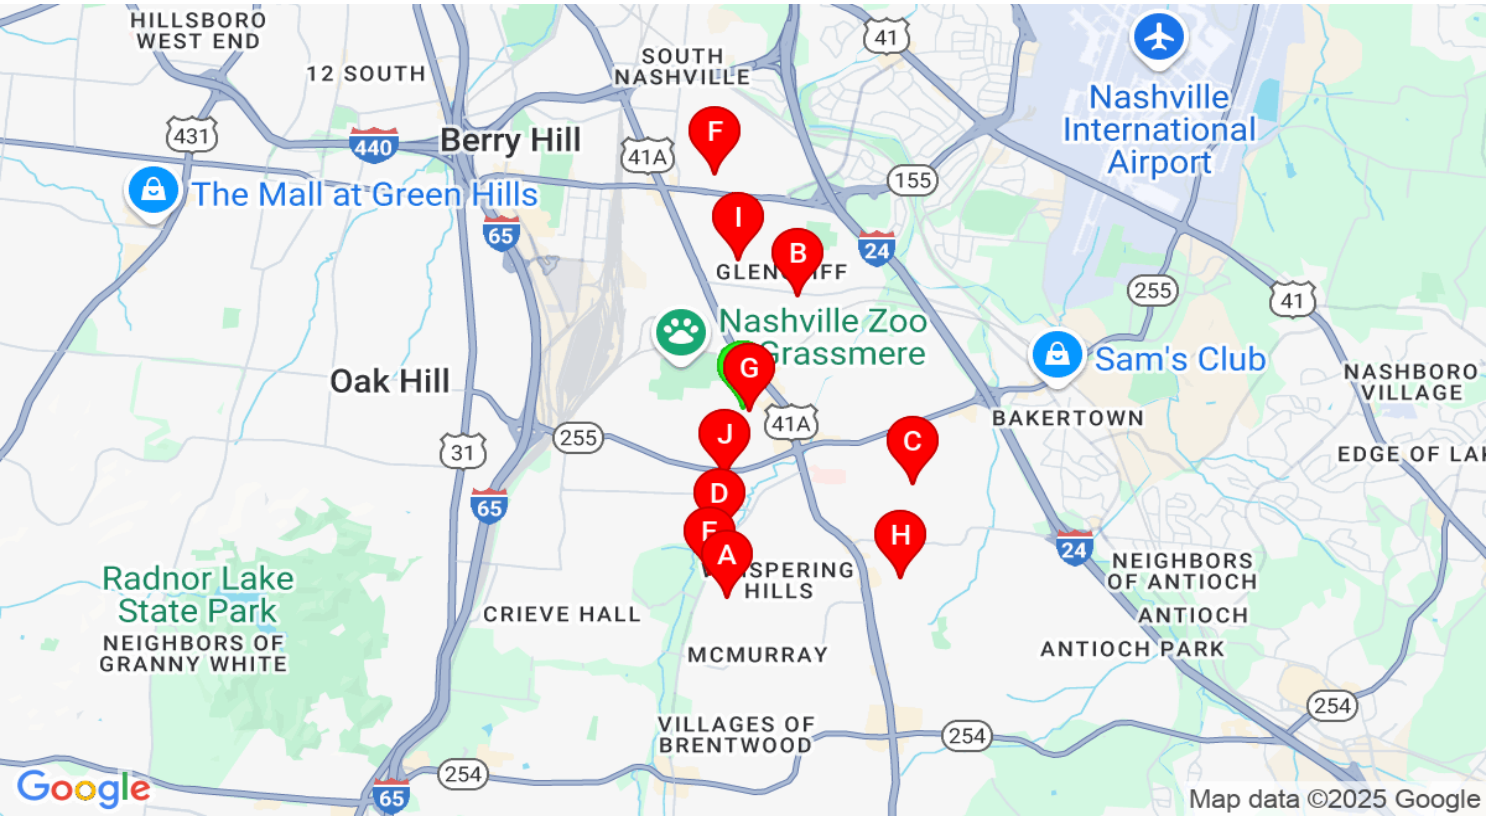 HILLSBORO
WEST END
41
SOUTH
NASHVILLE
12 SOUTH
Nashville
International
Airport
431
440
Berry Hill
41A
F
155
The Mall at Green Hills
65
I
24
B
GLEN
IFF
255
41
Nashville Zoo
Grassmere
G
Sam's Club
Oak Hill
NASHBORO
VILLAGE
BAKERTOWN
41A
J
C
255
31
EDGE OF LAK
65
D
E
A
H
24
WHISPERING
HILLS
NEIGHBORS
OF ANTIOCH
Radnor Lake
State Park
CRIEVE HALL
ANTIOCH
NEIGHBORS OF
GRANNY WHITE
MCMURRAY
ANTIOCH PARK
254
VILLAGES OF
BRENTWOOD
254
254
65
Google
Map data ©2025 Google